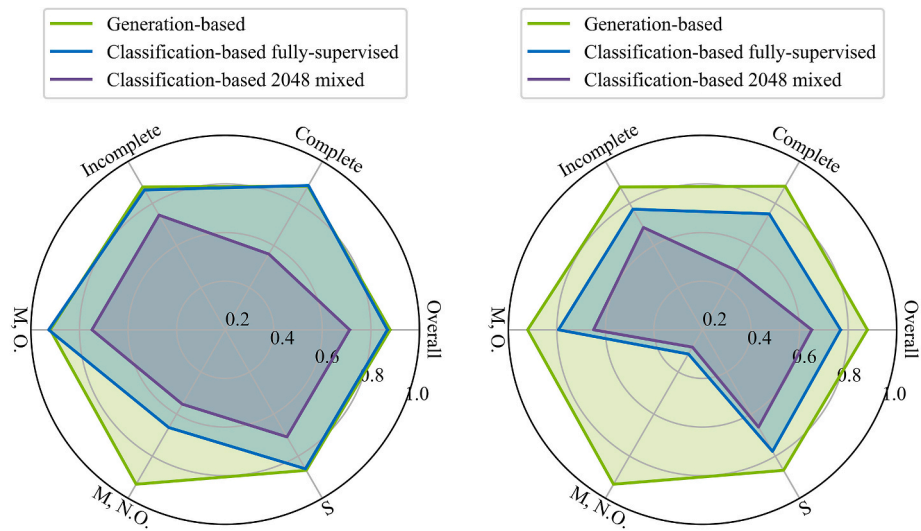 Generation-based
Classification-based fully-supervised
Classification-based 2048 mixed
Incomplete
Complete
M, O.
Overall
M, N.O.
S
0.2
0.4
0.6
0.8
1.0
Generation-based
Classification-based fully-supervised
Classification-based 2048 mixed
Incomplete
Complete
M, O.
Overall
M, N.O.
S
0.2
0.4
0.6
0.8
1.0